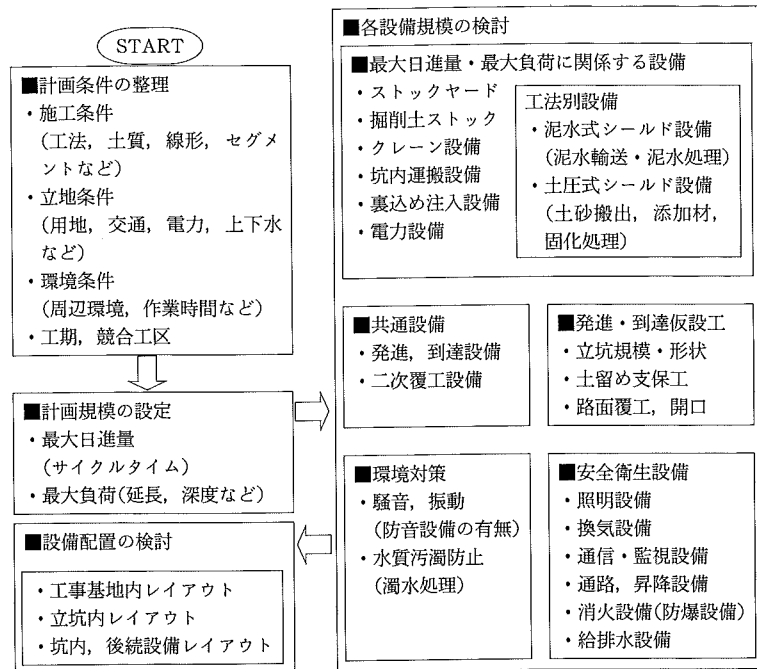 START
■計画条件の整理
・施工条件
(工法，土質，線形，セグメ
ントなど)
・立地条件
(用地，交通，電力，上下水
など)
・環境条件
(周辺環境，作業時間など)
・工期，競合工区
■計画規模の設定
・最大日進量
(サイクルタイム)
・最大負荷(延長，深度など)
■各設備規模の検討
■最大日進量・最大負荷に関係する設備
・ストックヤード
・掘削土ストック
・クレーン設備
・坑内運搬設備
・裏込め注入設備
・電力設備
工法別設備
・泥水式シールド設備
(泥水輸送・泥水処理)
・土圧式シールド設備
(土砂搬出，添加材，
固化処理)
■共通設備
・発進，到達設備
・二次覆工設備
■発進・到達仮設工
・立坑規模・形状
・土留め支保工
・路面覆工，開口
■環境対策
・騒音，振動
(防音設備の有無)
・水質汚濁防止
(濁水処理)
■安全衛生設備
・照明設備
・換気設備
・通信・監視設備
・通路，昇降設備
・消火設備(防爆設備)
・給排水設備
■設備配置の検討
・工事基地内レイアウト
・立坑内レイアウト
・坑内，後続設備レイアウト